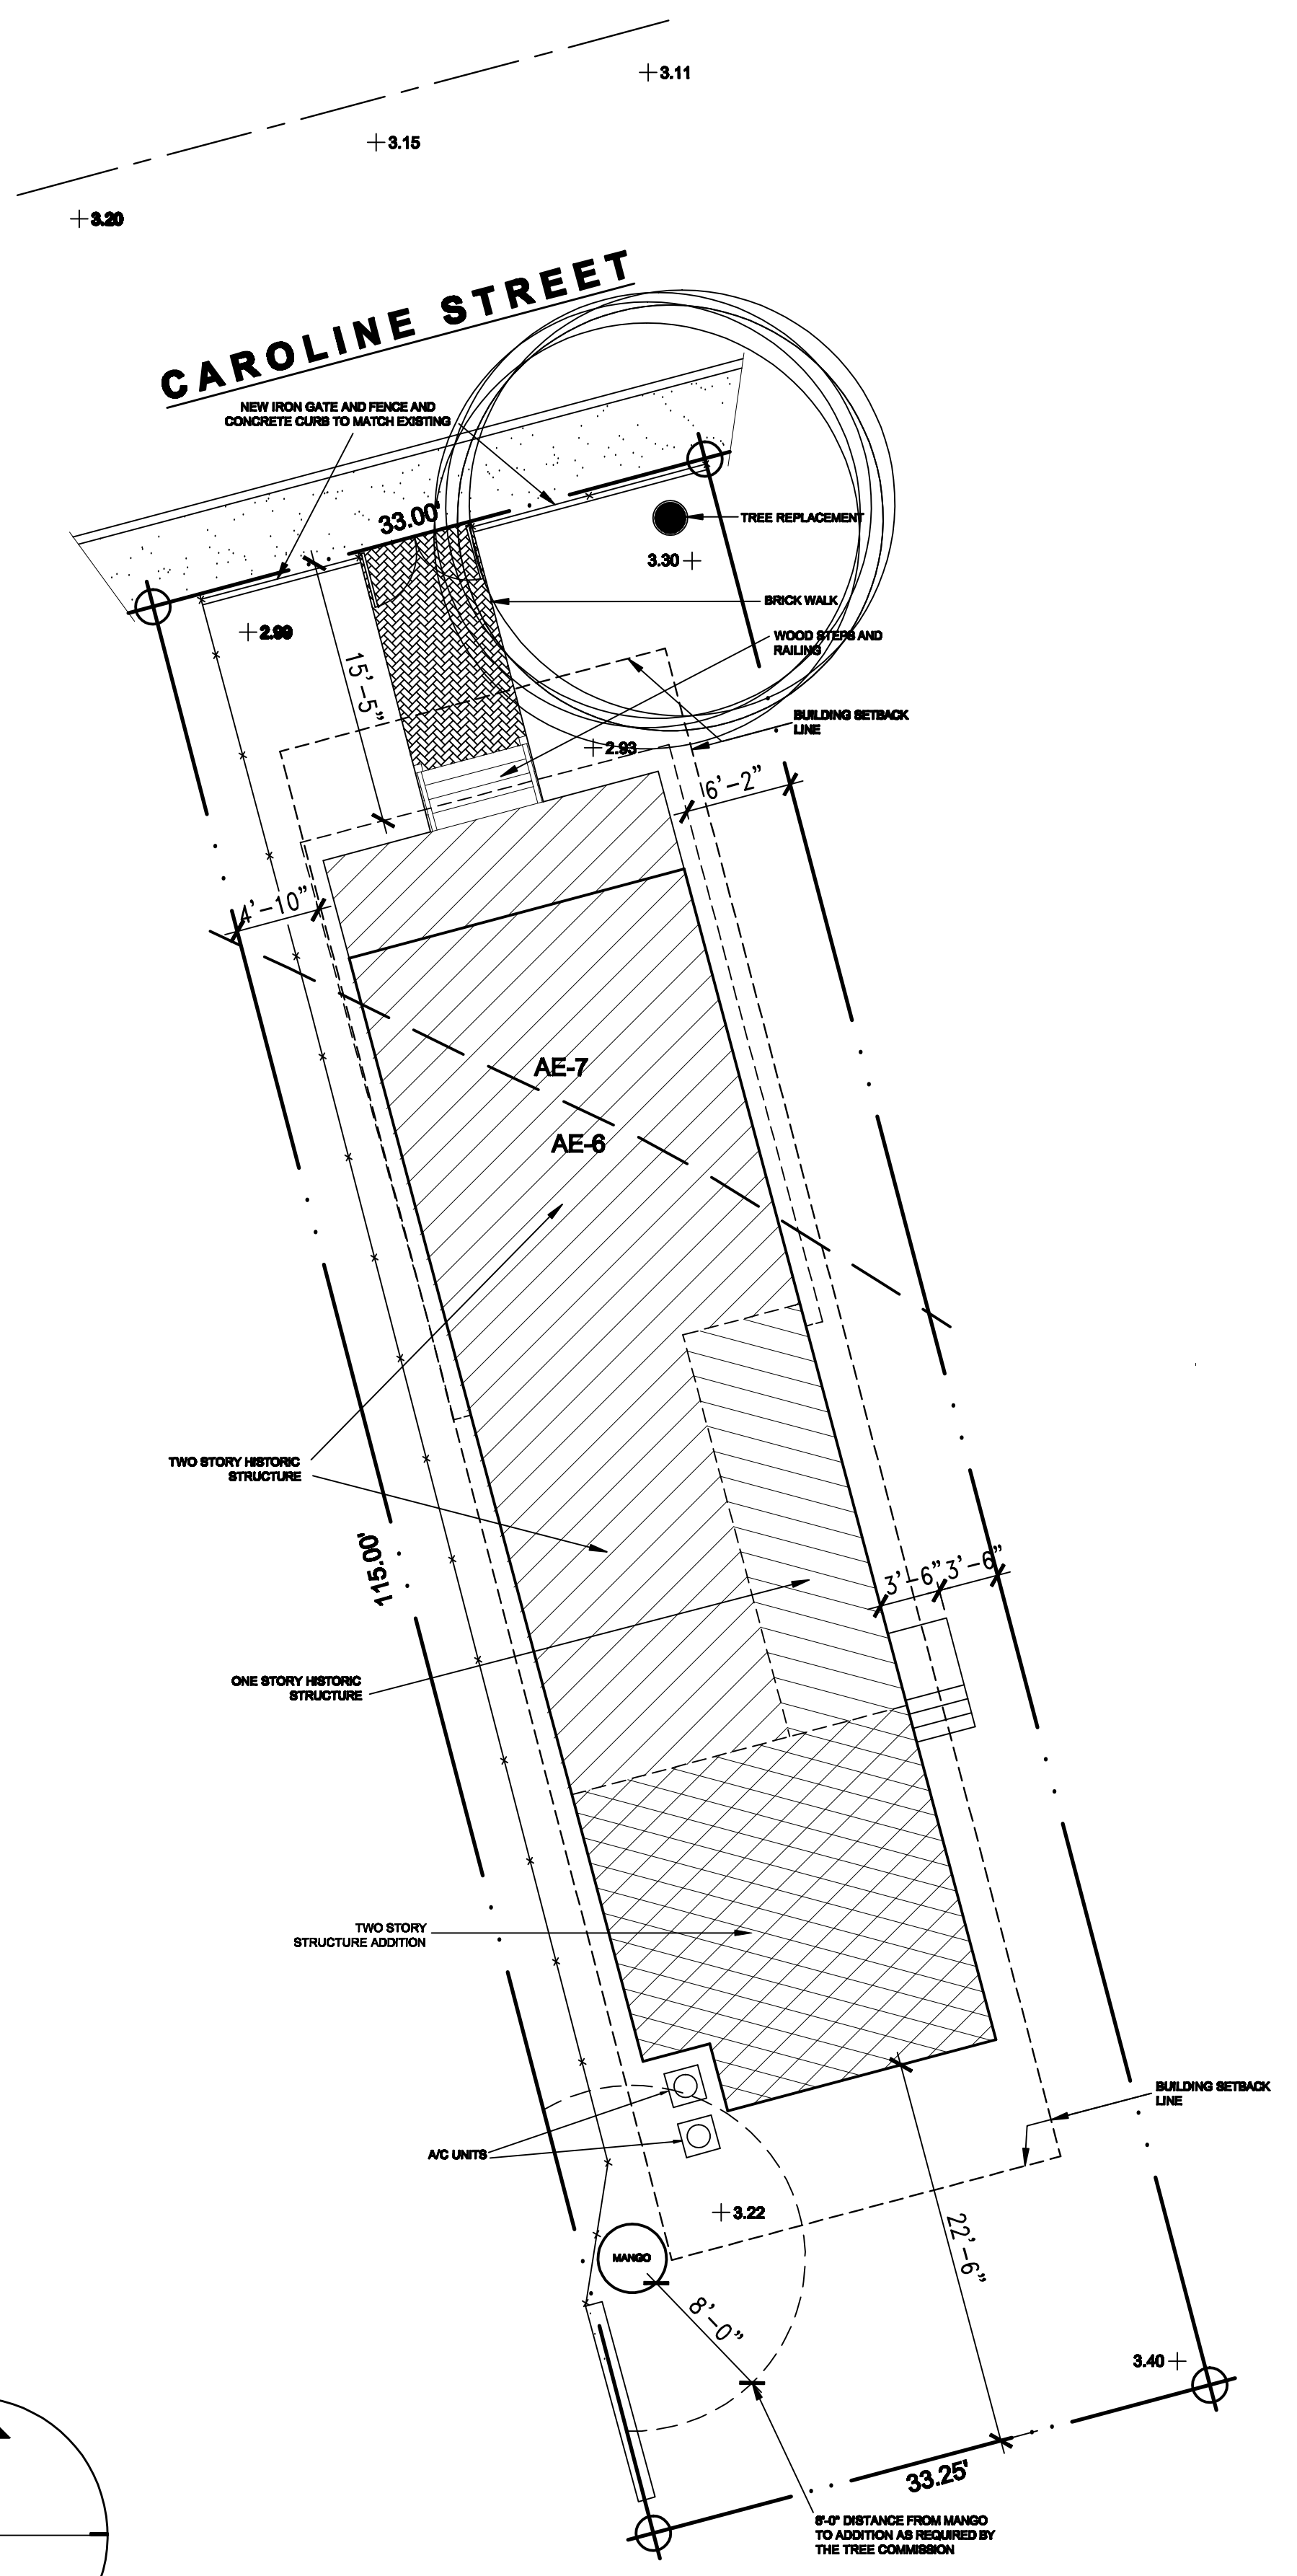 3.11
3.15
3.20
CAROLINE STREET
NEW IRON GATE AND FENCE AND
CONCRETE CURB TO MATCH EXISTING
33.00'
TREE REPLACEMENT
3.30
BRICK WALK
2.99
WOOD STEPS AND
RAILING
15'-5"
BUILDING SETBACK
LINE
2.93
6'-2"
4'-10"
AE-7
AE-6
TWO STORY HISTORIC
STRUCTURE
115.00'
3'-6" 3'-6"
ONE STORY HISTORIC
STRUCTURE
TWO STORY
STRUCTURE ADDITION
BUILDING SETBACK
LINE
A/C UNITS
3.22
22'-6"
MANGO
8'-0"
3.40
33.25'
8'-0" DISTANCE FROM MANGO
TO ADDITION AS REQUIRED BY
THE TREE COMMISSION